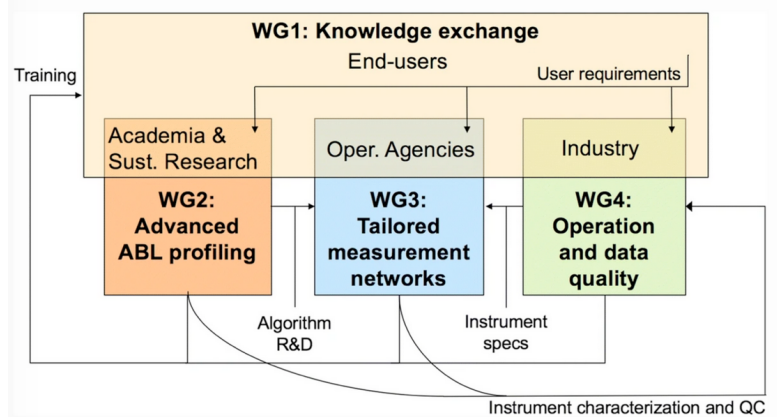 WG1: Knowledge exchange
End-users
Training
User requirements
Academia &
Sust. Research
Oper. Agencies
Industry
WG2:
Advanced
ABL profiling
WG3:
Tailored
measurement
networks
WG4:
Operation
and data
quality
Algorithm
R&D
Instrument
specs
Instrument characterization and QC